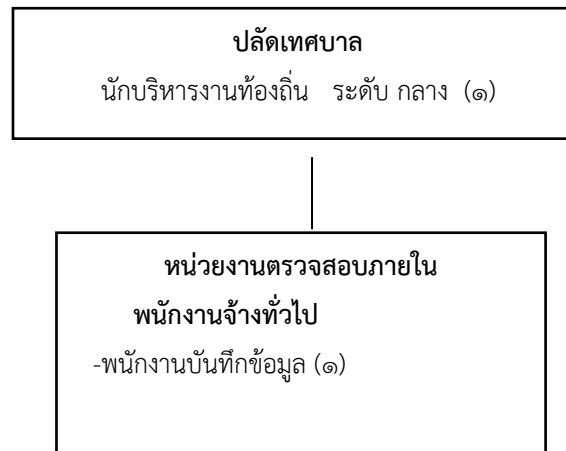 ปลัดเทศบาล
นักบริหารงานท้องถิ่น ระดับ กลาง (๑)
หน่วยงานตรวจสอบภายใน
พนักงานจ้างทั่วไป
-พนักงานบันทึกข้อมูล (๑)